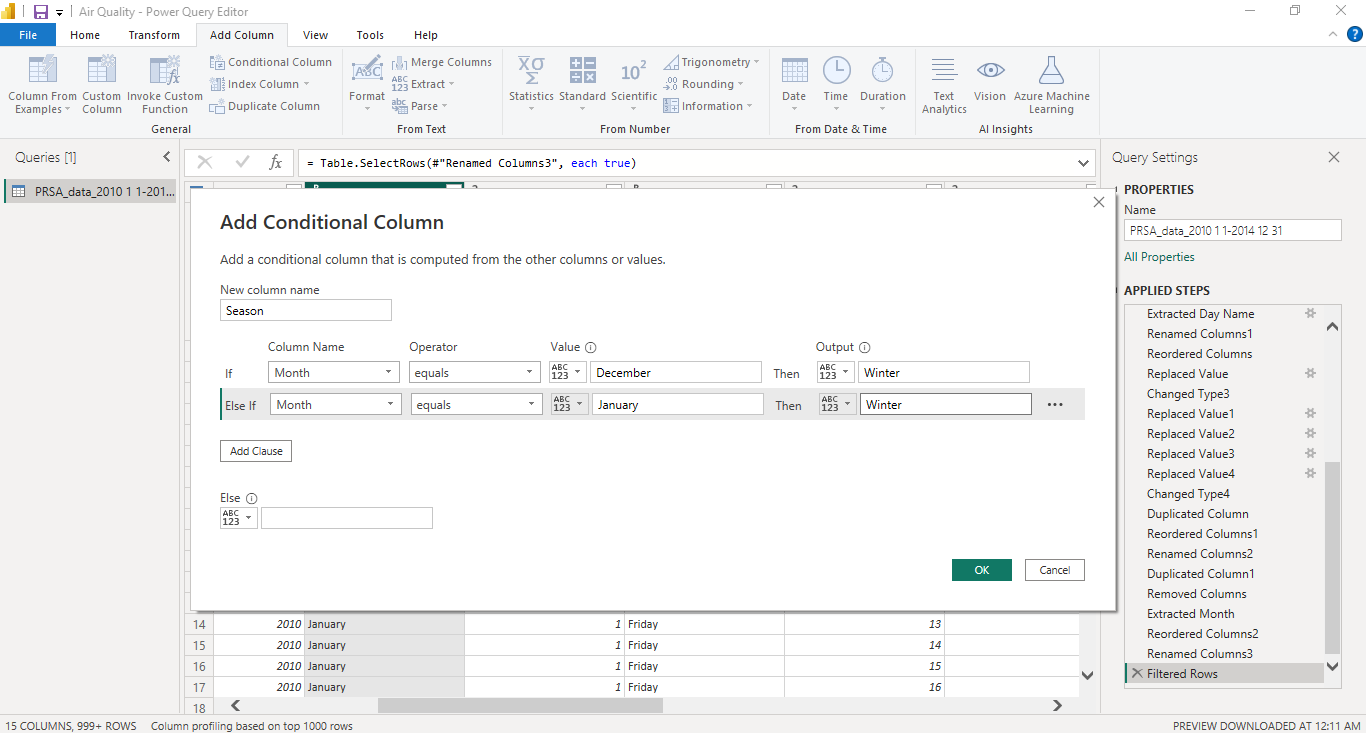 Air Quality - Power Query Editor
File Home Transform Add Column View Tools Help
Column From Examples
Custom Column
Invoke Custom Function
Conditional Column
Index Column
Duplicate Column
General
ABC
Format
Merge Columns
ABC 123 Extract
abc Parse
From Text
XO Σ
Statistics
Standard
10²
Scientific
Trigonometry
.00 Rounding
Information
From Number
Date
Time
Duration
From Date & Time
Text Analytics
Vision
Azure Machine Learning
AI Insights
Queries [1]
PRSA_data_2010 1 1-201...
fx
= Table.SelectRows(#"Renamed Columns3", each true)
Add Conditional Column
Add a conditional column that is computed from the other columns or values.
New column name
Season
Column Name Operator Value Output
If Month equals ABC 123 December Then ABC 123 Winter
Else If Month equals ABC 123 January Then ABC 123 Winter ...
Add Clause
Else
ABC 123
OK Cancel
14 2010 January 1 Friday 13
15 2010 January 1 Friday 14
16 2010 January 1 Friday 15
17 2010 January 1 Friday 16
18
Query Settings
PROPERTIES
Name
PRSA_data_2010 1 1-2014 12 31
All Properties
APPLIED STEPS
Extracted Day Name
Renamed Columns1
Reordered Columns
Replaced Value
Changed Type3
Replaced Value1
Replaced Value2
Replaced Value3
Replaced Value4
Changed Type4
Duplicated Column
Reordered Columns1
Renamed Columns2
Duplicated Column1
Removed Columns
Extracted Month
Reordered Columns2
Renamed Columns3
Filtered Rows
15 COLUMNS, 999+ ROWS Column profiling based on top 1000 rows
PREVIEW DOWNLOADED AT 12:11 AM